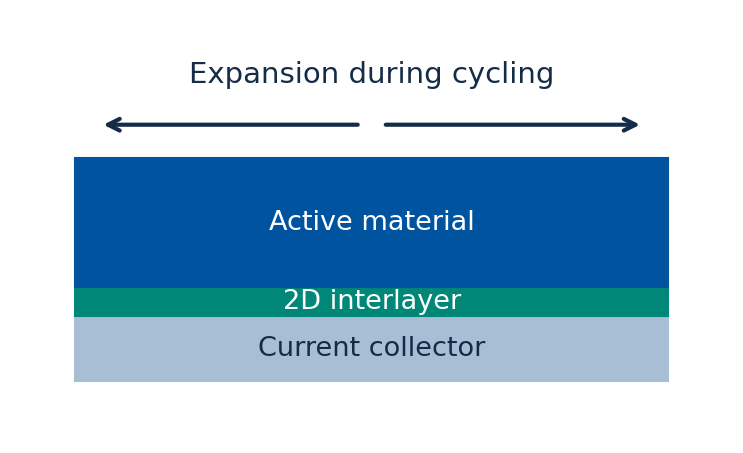 Expansion during cycling
Active material
2D interlayer
Current collector